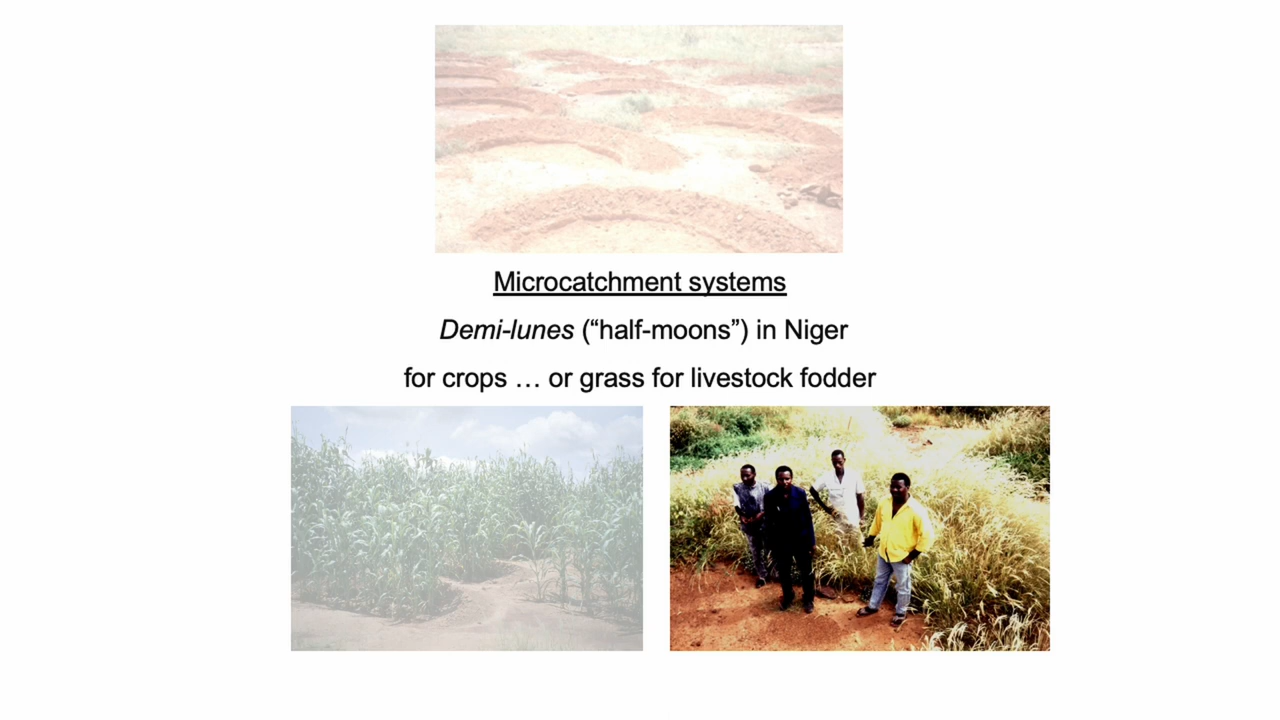 Microcatchment systems
Demi-lunes (“half-moons”) in Niger
for crops … or grass for livestock fodder